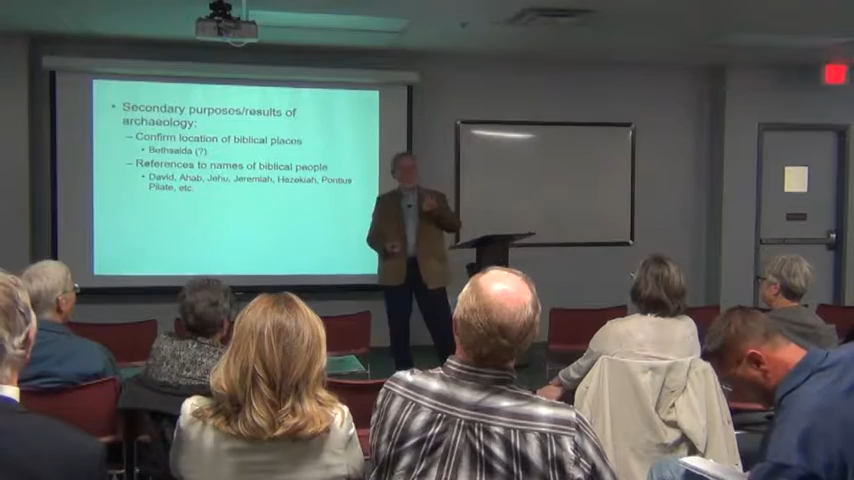 • Secondary purposes/results of
archaeology:
– Confirm location of biblical places
• Bethsaida (?)
– References to names of biblical people
• David, Ahab, Jehu, Jeremiah, Hezekiah, Pontius
Pilate, etc.
EXIT